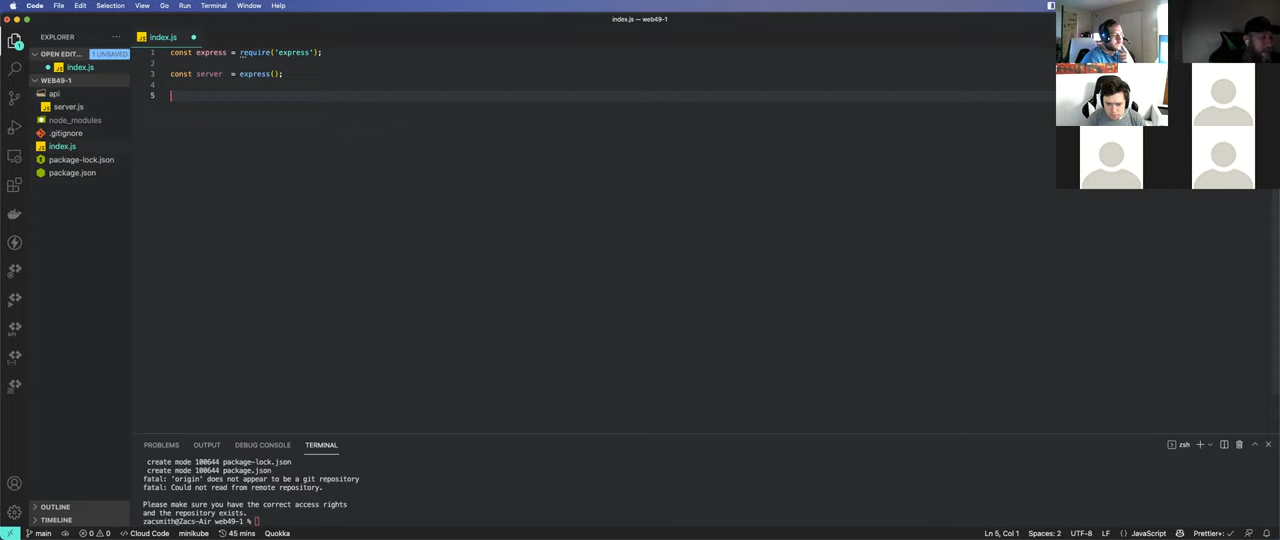 Code File Edit Selection View Go Run Terminal Window Help
index.js — web49-1
EXPLORER
index.js
OPEN EDIT... 1 UNSAVED
index.js
WEB49-1
api
server.js
node_modules
.gitignore
index.js
package-lock.json
package.json
OUTLINE
TIMELINE
1 const express = require('express');
2
3 const server  = express();
4
5
PROBLEMS OUTPUT DEBUG CONSOLE TERMINAL
zsh
create mode 100644 package-lock.json
create mode 100644 package.json
fatal: 'origin' does not appear to be a git repository
fatal: Could not read from remote repository.
Please make sure you have the correct access rights
and the repository exists.
zacsmith@Zacs-Air web49-1 %
main 0 0 Cloud Code minikube 45 mins Quokka Ln 5, Col 1 Spaces: 2 UTF-8 LF JavaScript Prettier+: